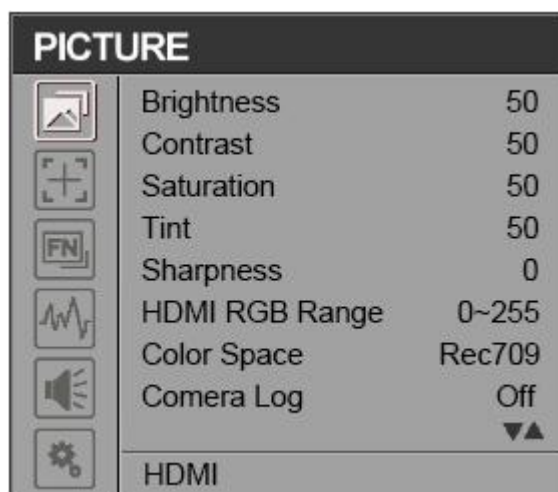 PICTURE
Brightness 50
Contrast 50
Saturation 50
Tint 50
FN
Sharpness 0
HDMI RGB Range 0~255
Color Space Rec709
Comera Log Off
▼▲
HDMI